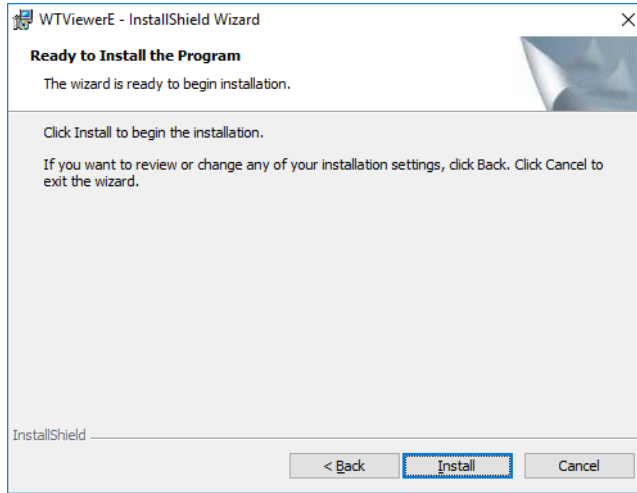 WTViewerE - InstallShield Wizard
Ready to Install the Program
The wizard is ready to begin installation.
Click Install to begin the installation.
If you want to review or change any of your installation settings, click Back. Click Cancel to
exit the wizard.
InstallShield
< Back
Install
Cancel